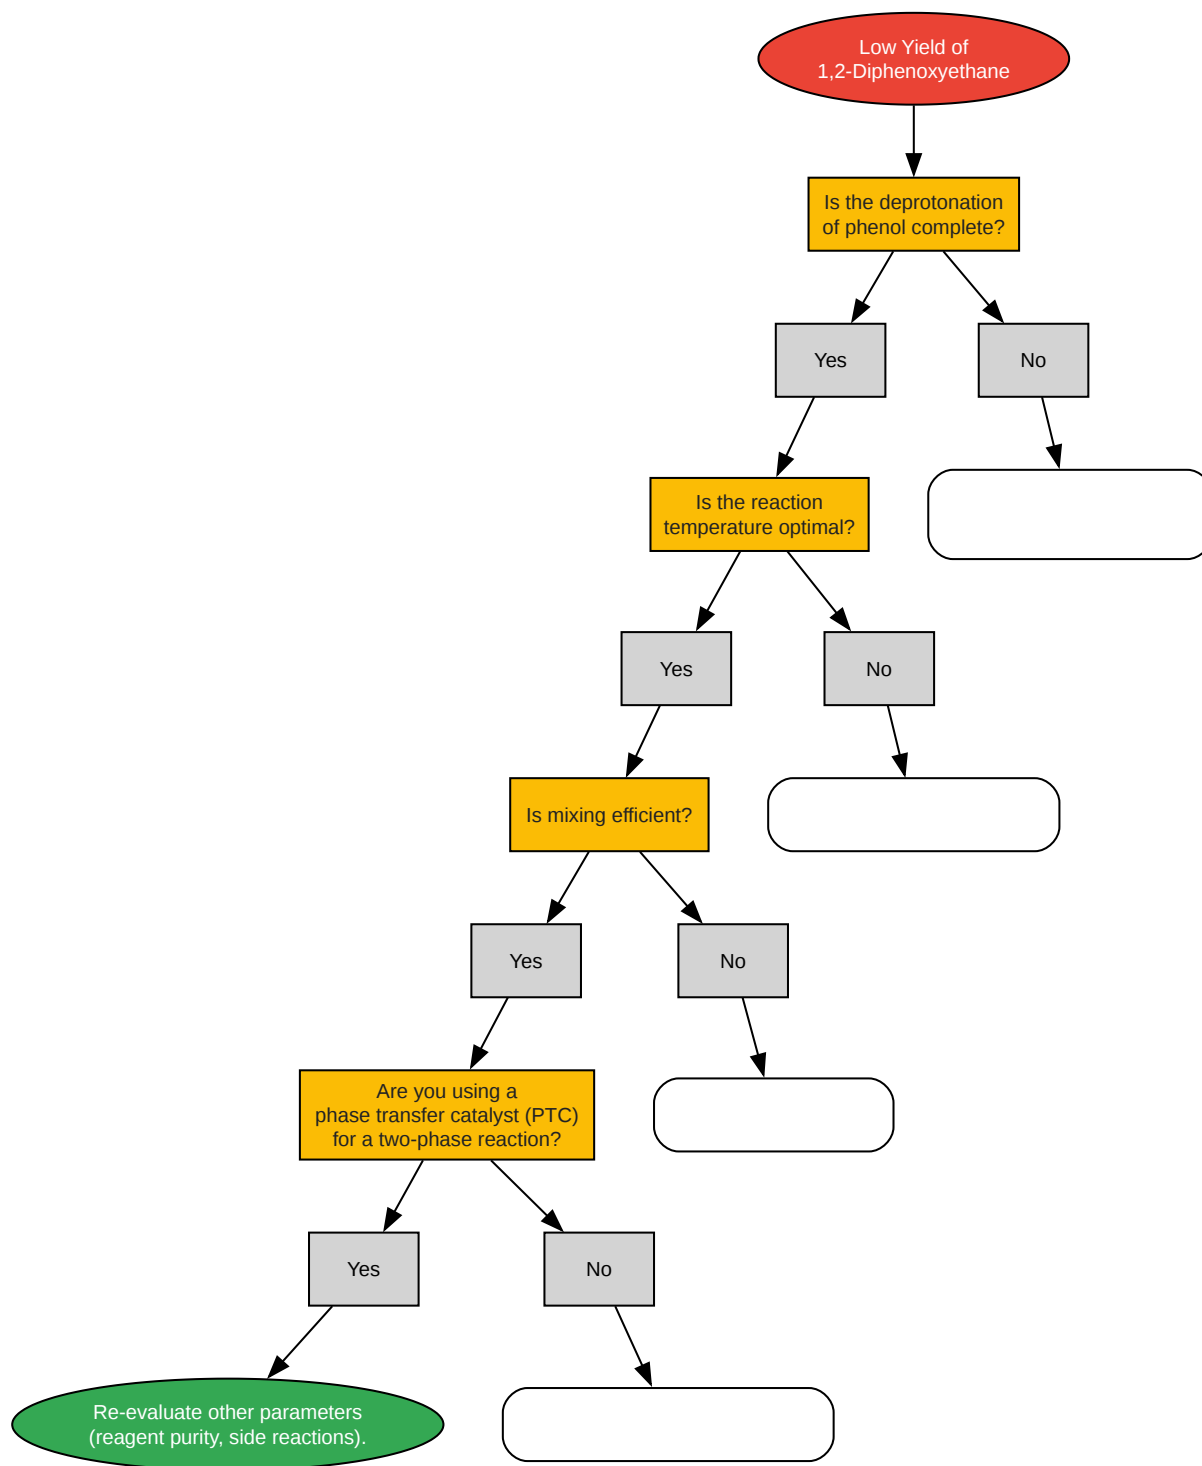 Low Yield of
1,2-Diphenoxyethane
Is the deprotonation
of phenol complete?
Yes
No
Is the reaction
temperature optimal?
Yes
No
Is mixing efficient?
Yes
No
Are you using a
phase transfer catalyst (PTC)
for a two-phase reaction?
Yes
No
Re-evaluate other parameters
(reagent purity, side reactions).